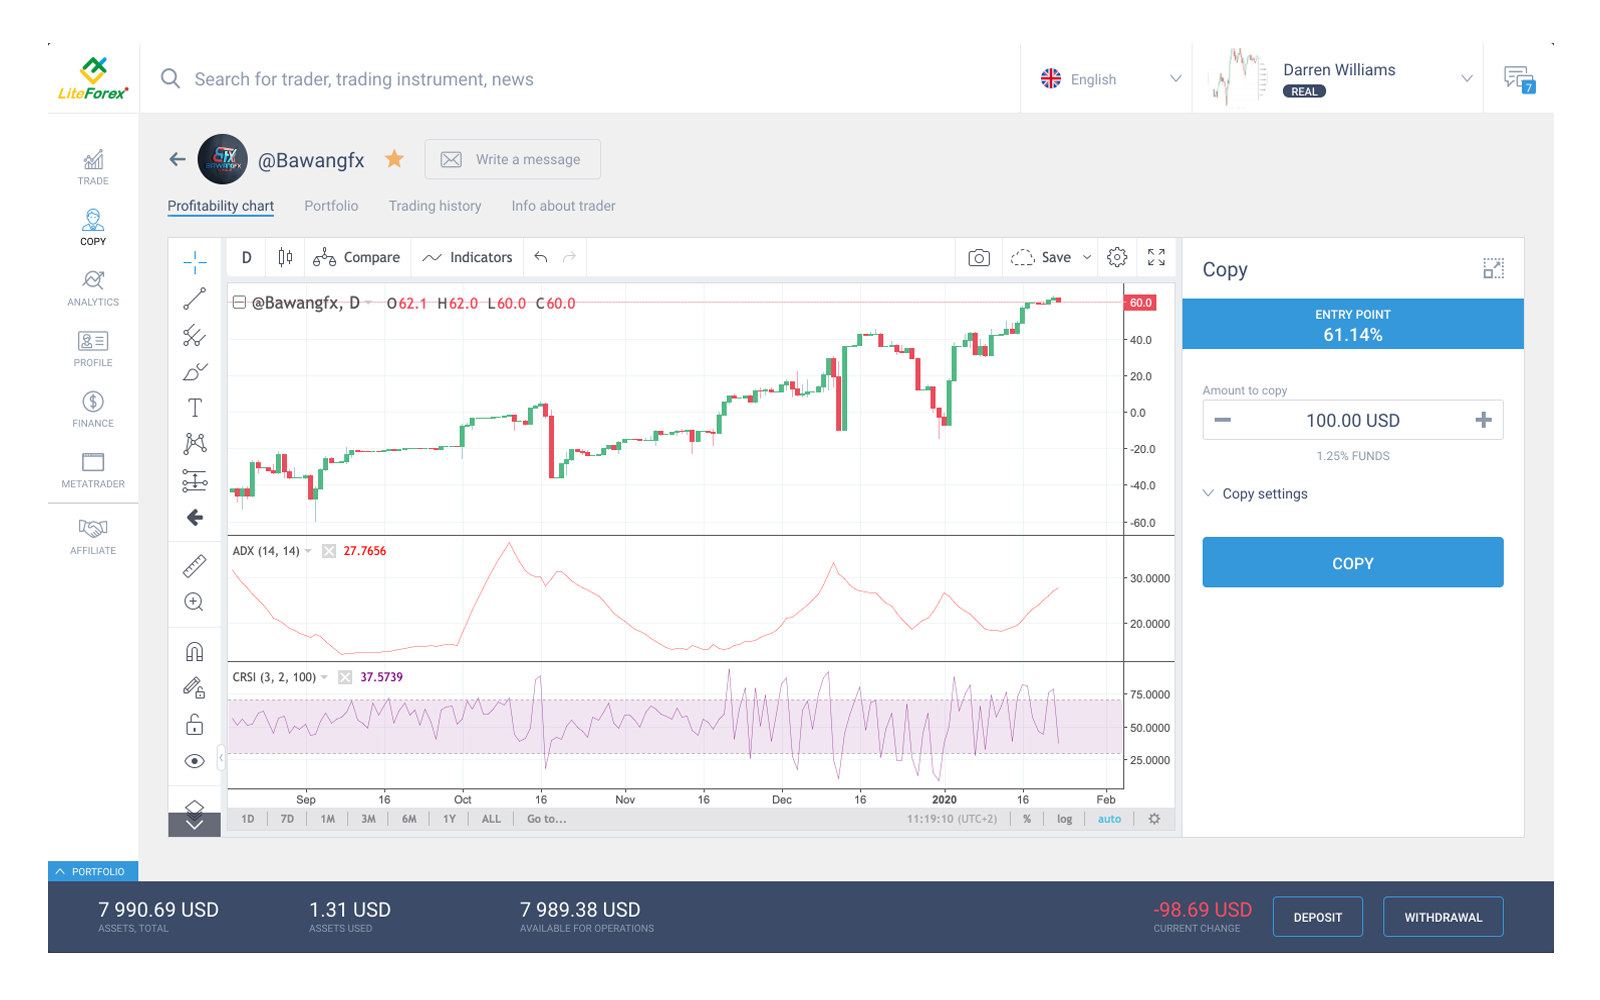 LiteForex
Search for trader, trading instrument, news
English
Darren Williams
REAL
7
TRADE
COPY
ANALYTICS
PROFILE
FINANCE
METATRADER
AFFILIATE
@Bawangfx
Write a message
Profitability chart
Portfolio
Trading history
Info about trader
D
Compare
Indicators
Save
@Bawangfx, D O62.1 H62.0 L60.0 C60.0
60.0
40.0
20.0
0.0
-20.0
-40.0
-60.0
ADX (14, 14) 27.7656
30.0000
20.0000
CRSI (3, 2, 100) 37.5739
75.0000
50.0000
25.0000
Sep 16 Oct 16 Nov 16 Dec 16 2020 16 Feb
1D 7D 1M 3M 6M 1Y ALL Go to... 11:19:10 (UTC+2) % log auto
Copy
ENTRY POINT
61.14%
Amount to copy
100.00 USD
1.25% FUNDS
Copy settings
COPY
PORTFOLIO
7 990.69 USD
ASSETS, TOTAL
1.31 USD
ASSETS USED
7 989.38 USD
AVAILABLE FOR OPERATIONS
-98.69 USD
CURRENT CHANGE
DEPOSIT
WITHDRAWAL